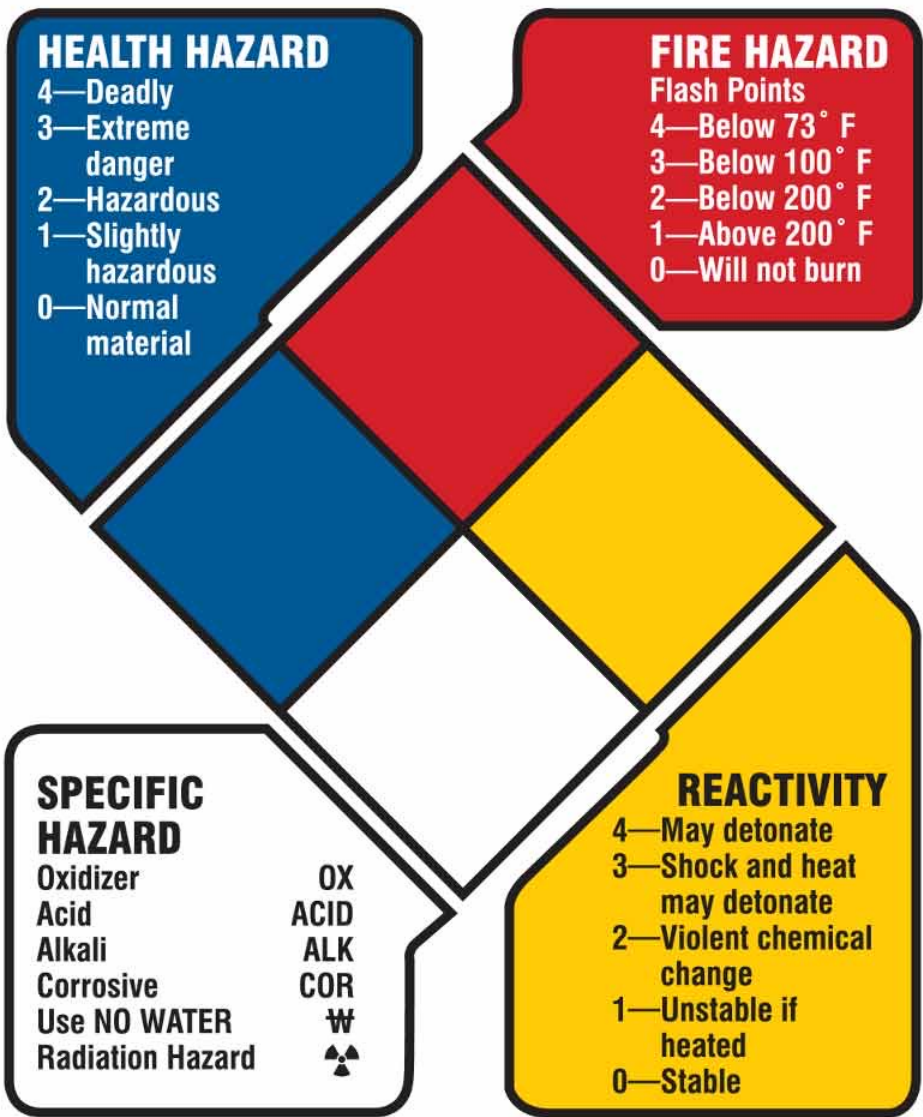 HEALTH HAZARD
4—Deadly
3—Extreme
danger
2—Hazardous
1—Slightly
hazardous
0—Normal
material
FIRE HAZARD
Flash Points
4—Below 73° F
3—Below 100° F
2—Below 200° F
1—Above 200° F
0—Will not burn
SPECIFIC
HAZARD
Oxidizer OX
Acid ACID
Alkali ALK
Corrosive COR
Use NO WATER W
Radiation Hazard ☢
REACTIVITY
4—May detonate
3—Shock and heat
may detonate
2—Violent chemical
change
1—Unstable if
heated
0—Stable